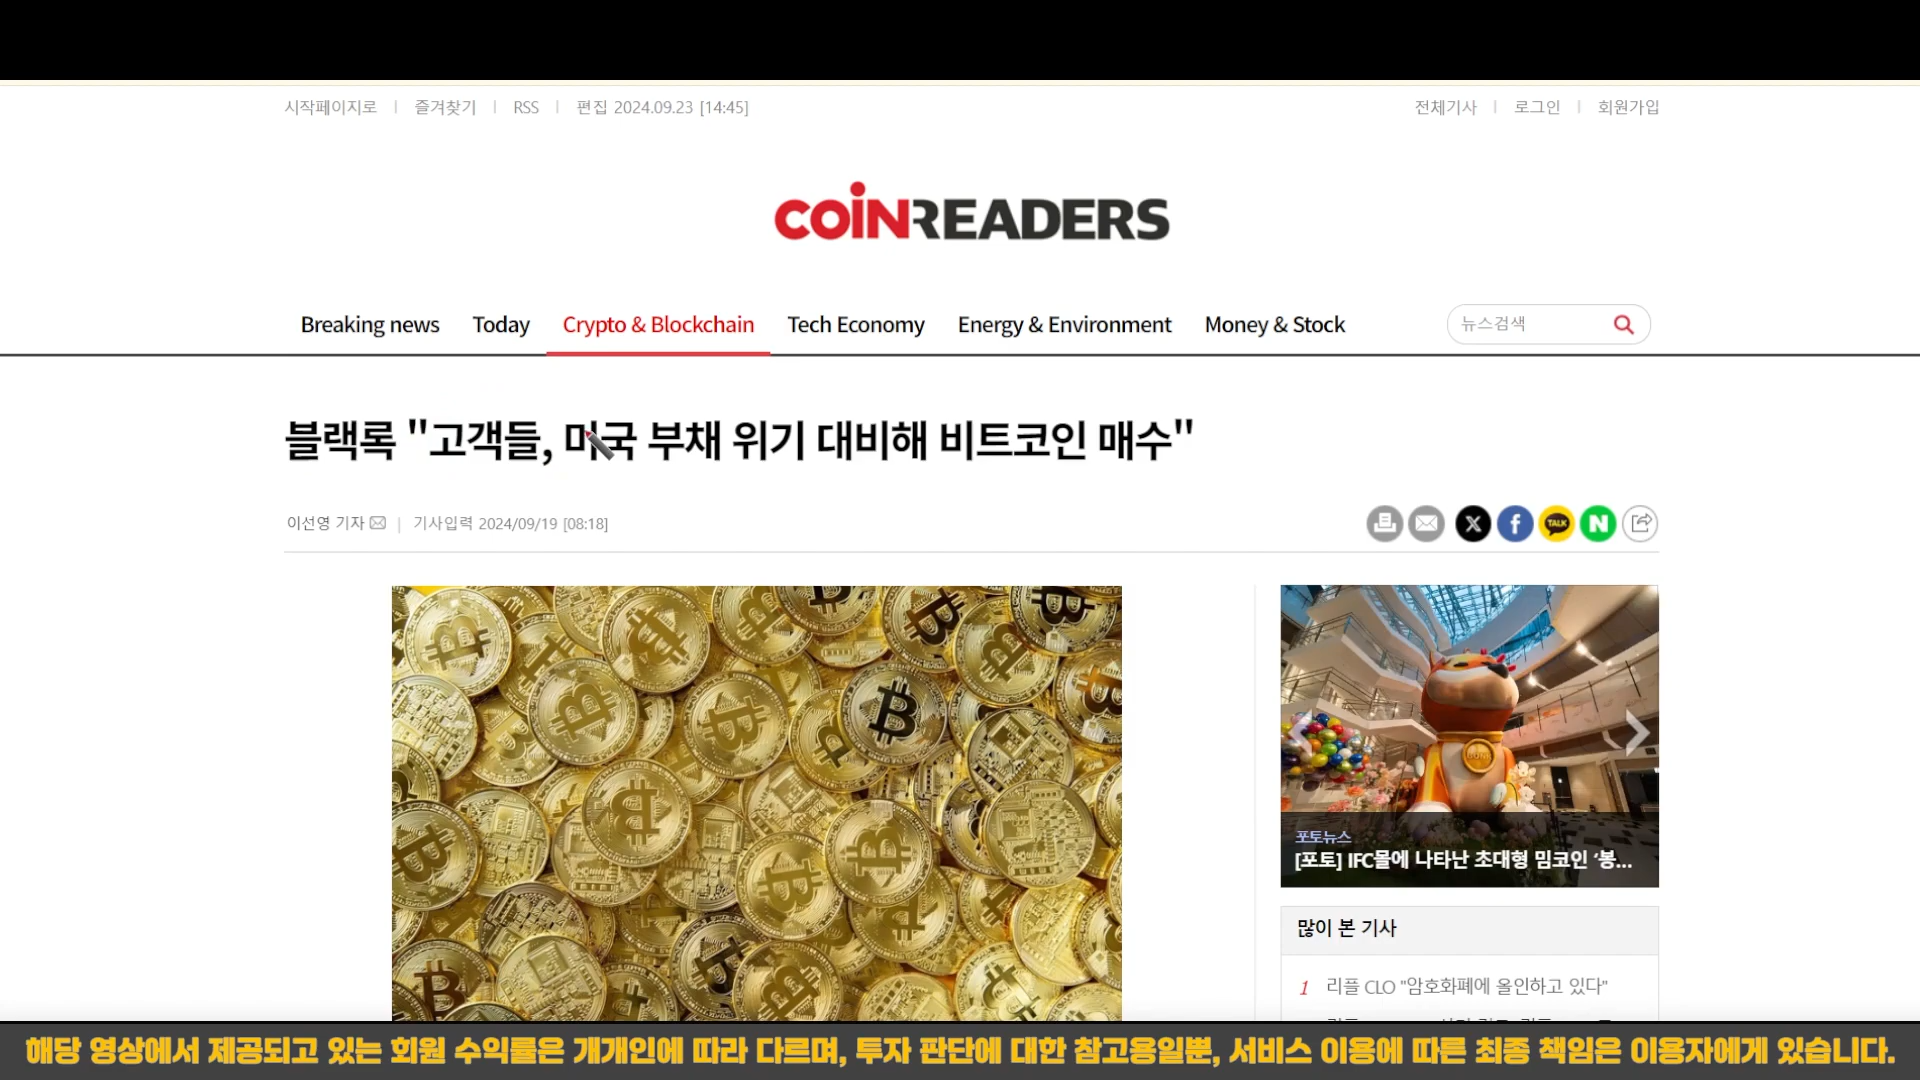 시작페이지로 | 즐겨찾기 | RSS | 편집 2024.09.23 [14:45]
전체기사 | 로그인 | 회원가입
COINREADERS
Breaking news Today Crypto & Blockchain Tech Economy Energy & Environment Money & Stock
뉴스검색
블랙록 "고객들, 미국 부채 위기 대비해 비트코인 매수"
이선영 기자 | 기사입력 2024/09/19 [08:18]
TALK
포토뉴스
[포토] IFC몰에 나타난 초대형 밈코인 '봉...
많이 본 기사
1 리플 CLO "암호화폐에 올인하고 있다"
해당 영상에서 제공되고 있는 회원 수익률은 개개인에 따라 다르며, 투자 판단에 대한 참고용일뿐, 서비스 이용에 따른 최종 책임은 이용자에게 있습니다.